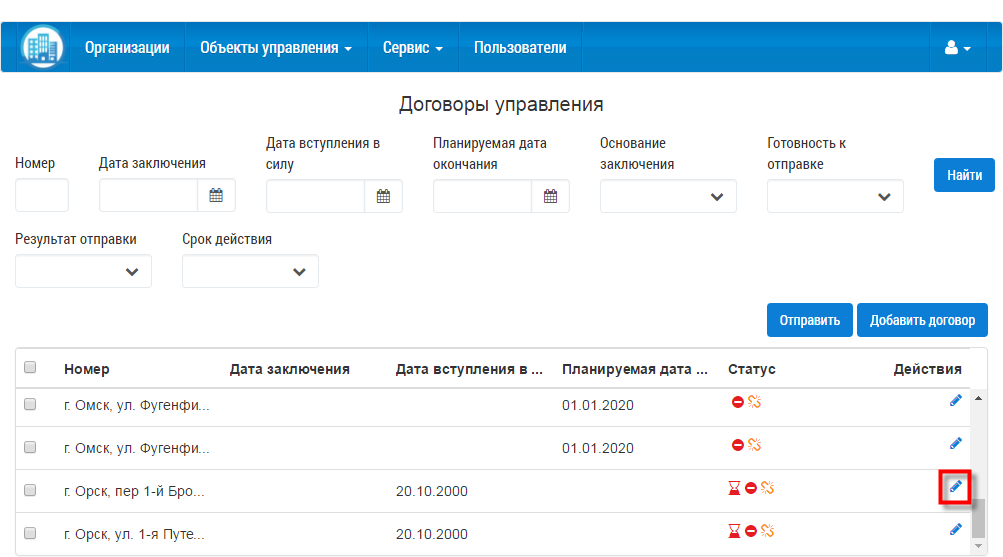 Организации Объекты управления Сервис Пользователи
Договоры управления
Номер
Дата заключения
Дата вступления в
силу
Планируемая дата
окончания
Основание
заключения
Готовность к
отправке
Найти
Результат отправки
Срок действия
Отправить Добавить договор
Номер Дата заключения Дата вступления в ... Планируемая дата ... Статус Действия
г. Омск, ул. Фугенфи... 01.01.2020
г. Омск, ул. Фугенфи... 01.01.2020
г. Орск, пер 1-й Бро... 20.10.2000
г. Орск, ул. 1-я Путе... 20.10.2000